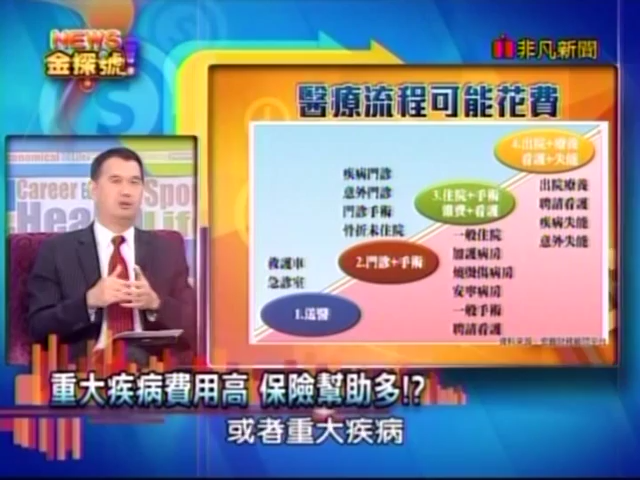 NEWS
金探號!
非凡新聞
醫療流程可能花費
4.出院+療養
看護+失能
疾病門診
意外門診
門診手術
骨折未住院
3.住院+手術
雜費+看護
出院療養
聘請看護
疾病失能
意外失能
一般住院
加護病房
燒燙傷病房
安寧病房
一般手術
聘請看護
救護車
急診室
2.門診+手術
1.送醫
Career
Health
Life
重大疾病費用高 保險幫助多!?
或者重大疾病